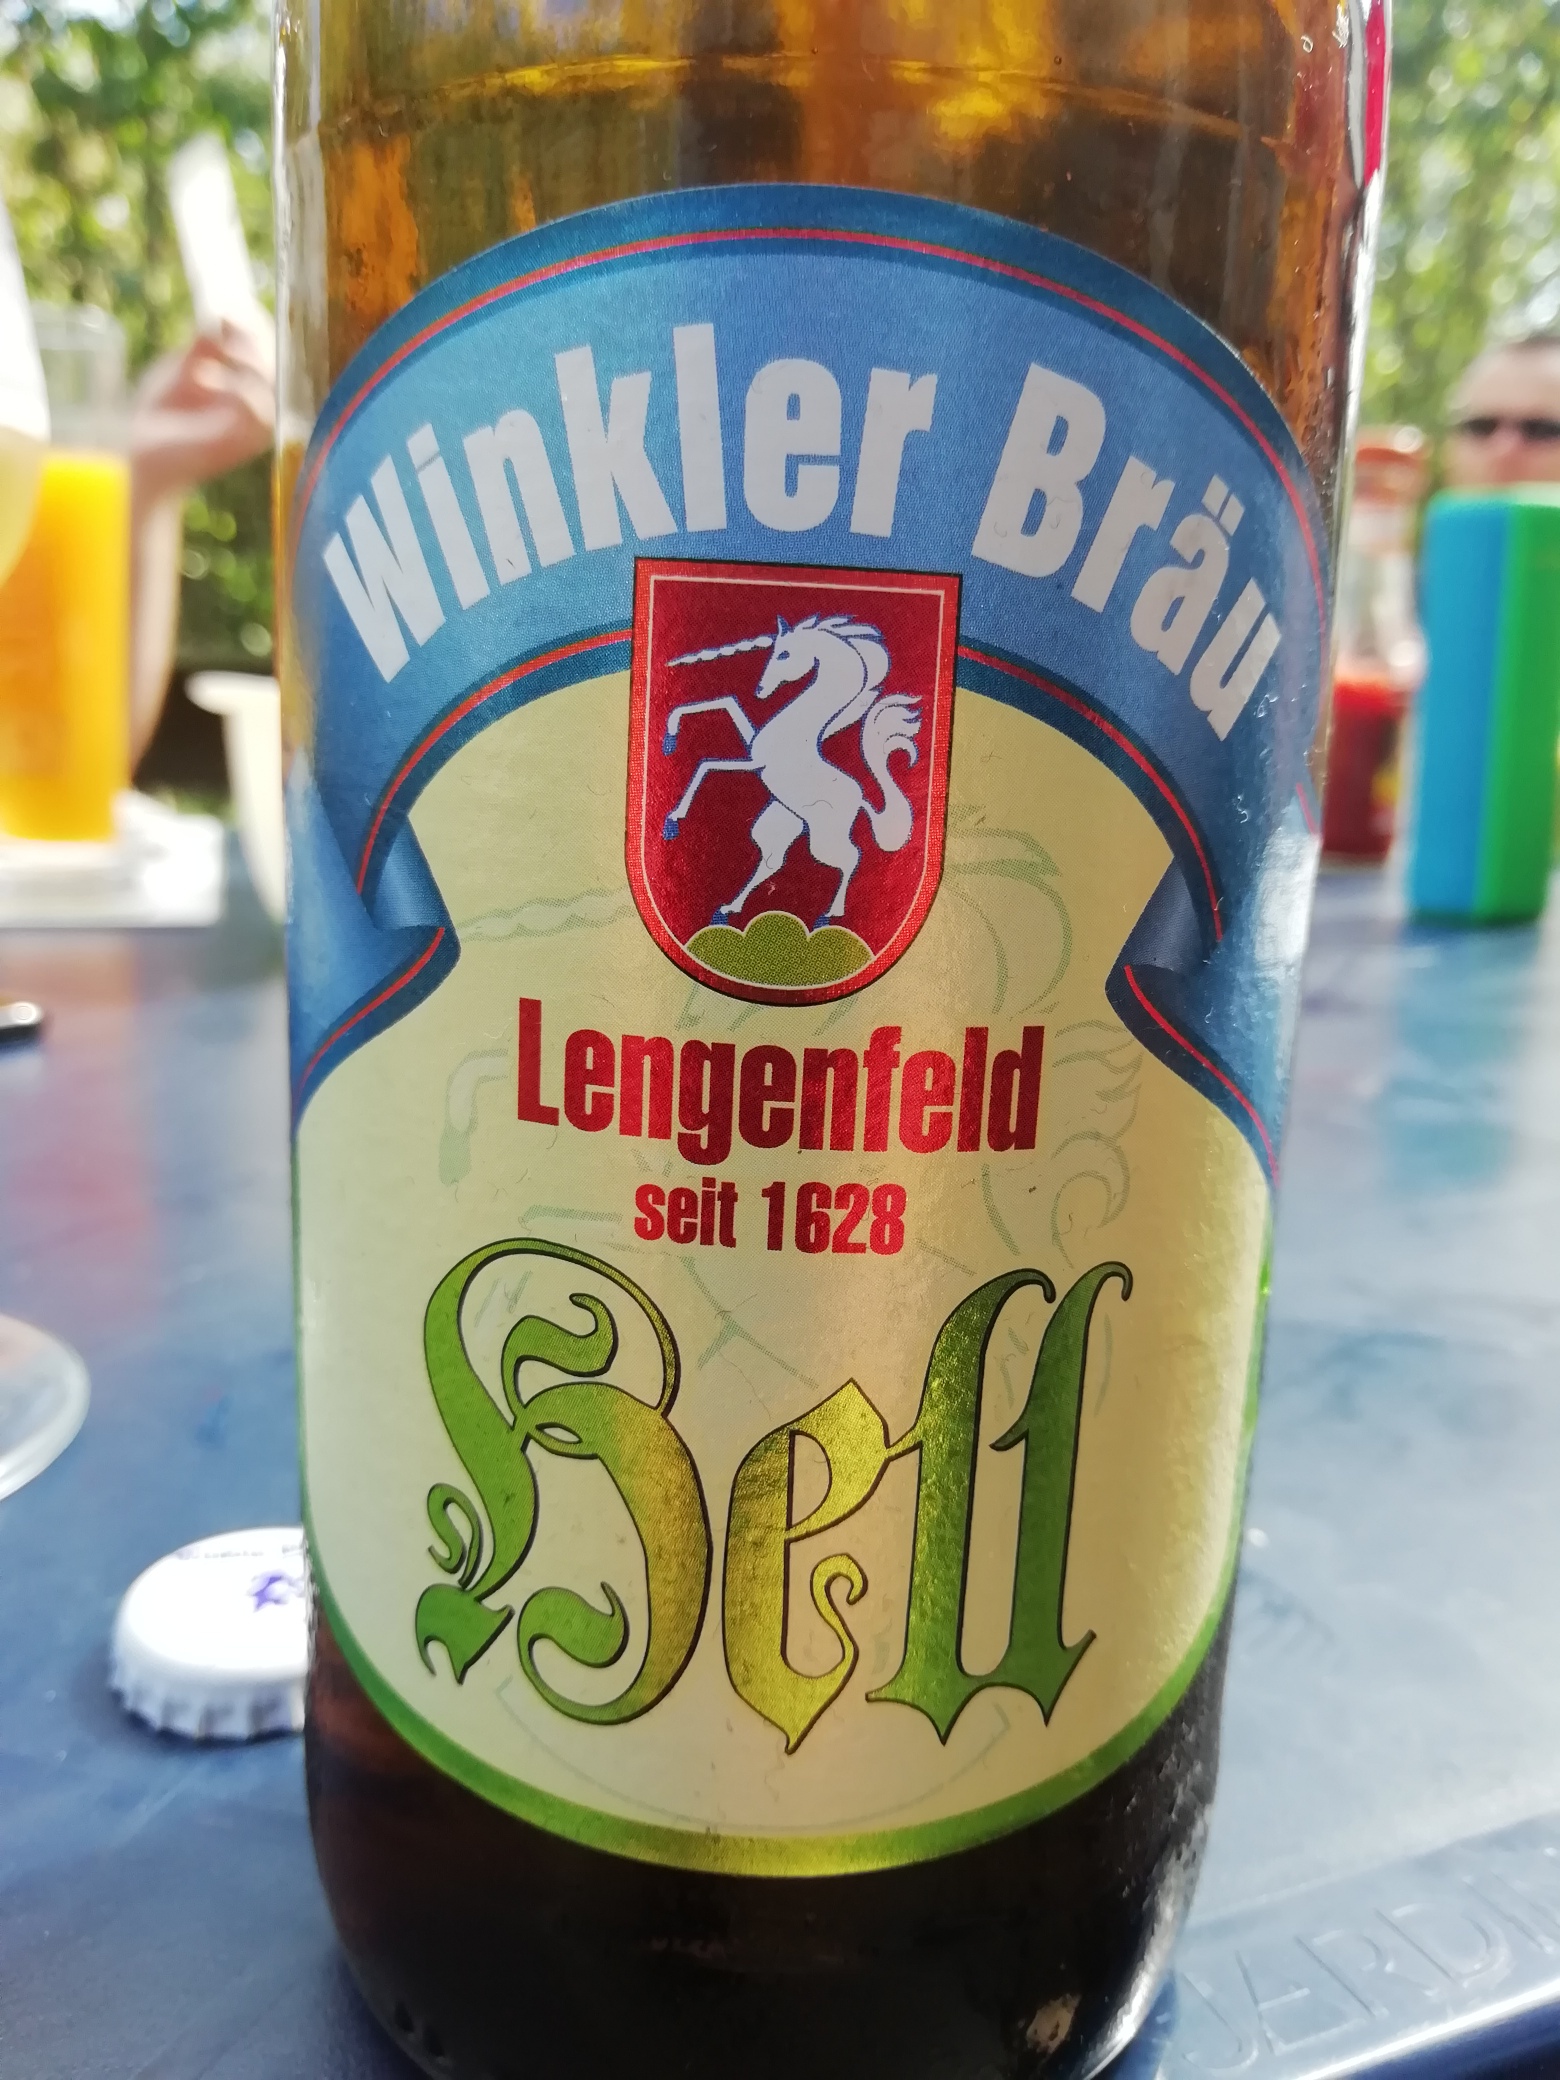 Winkler Bräu
Lengenfeld
seit 1628
Hell